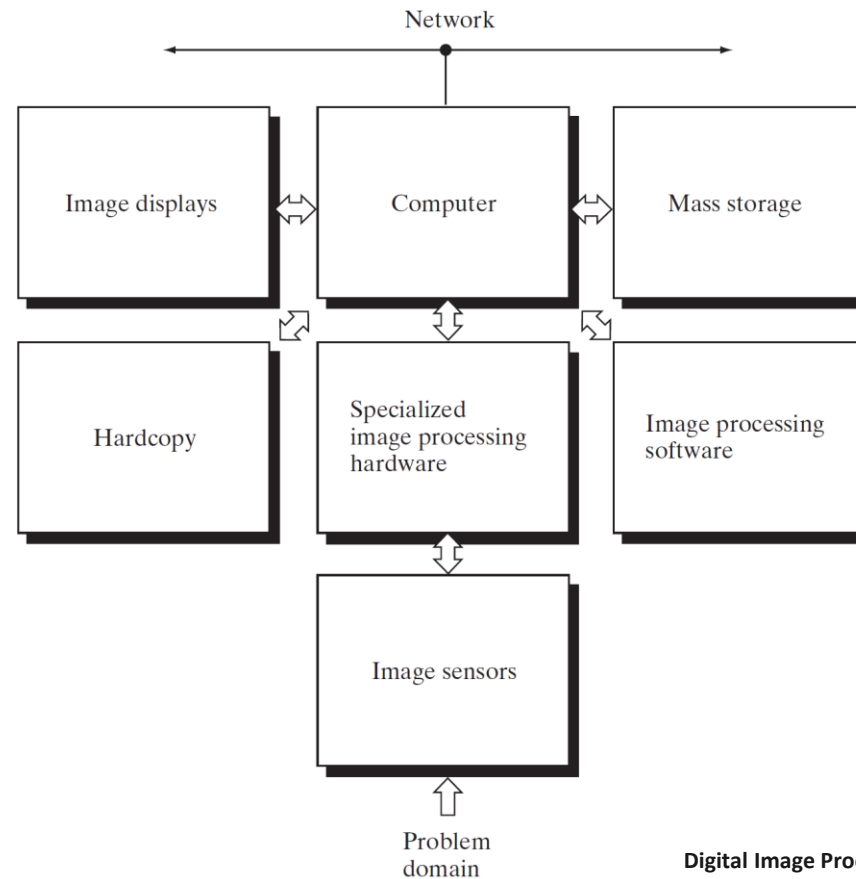 Network
Image displays
Computer
Mass storage
Hardcopy
Specialized
image processing
hardware
Image processing
software
Image sensors
Problem
domain
Digital Image